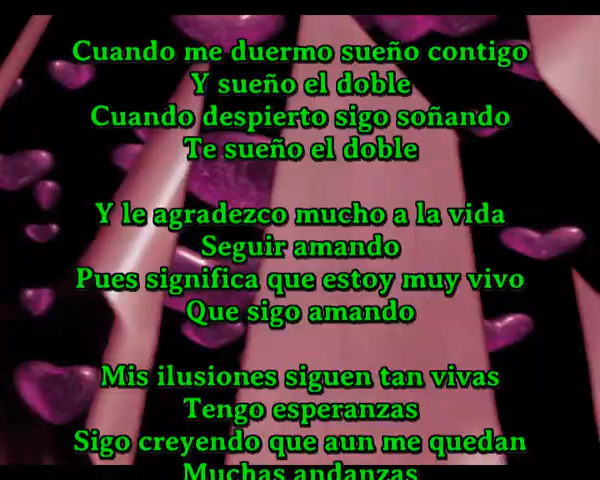 Cuando me duermo sueño contigo
Y sueño el doble
Cuando despierto sigo soñando
Te sueño el doble
Y le agradezco mucho a la vida
Seguir amando
Pues significa que estoy muy vivo
Que sigo amando
Mis ilusiones siguen tan vivas
Tengo esperanzas
Sigo creyendo que aun me quedan
Muchas andanzas